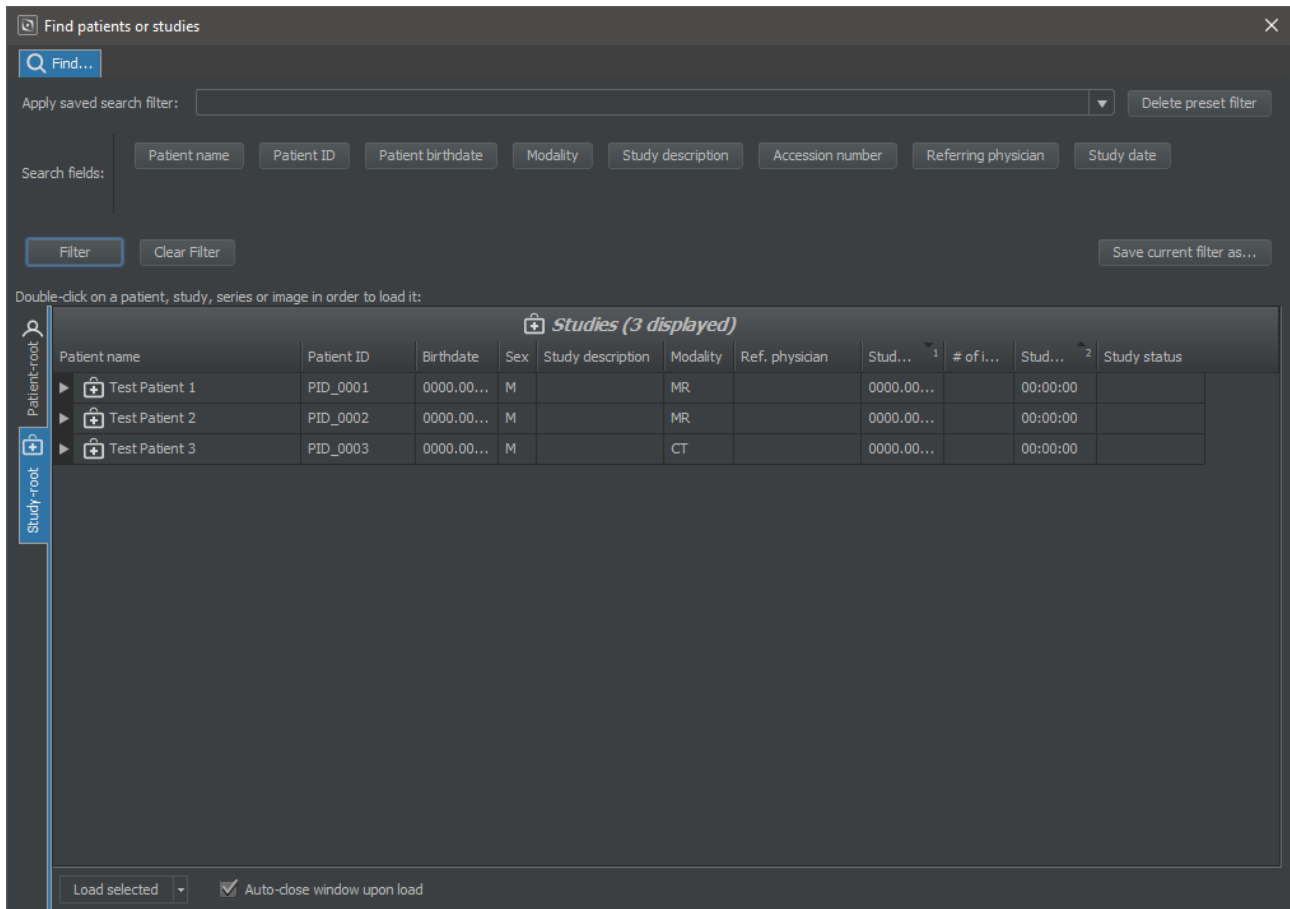 Find patients or studies
Find...
Apply saved search filter:
Delete preset filter
Search fields:
Patient name Patient ID Patient birthdate Modality Study description Accession number Referring physician Study date
Filter Clear Filter Save current filter as...
Double-click on a patient, study, series or image in order to load it:
Patient-root
Study-root
Studies (3 displayed)
Patient name Patient ID Birthdate Sex Study description Modality Ref. physician Stud... 1 # of i... Stud... 2 Study status
Test Patient 1 PID_0001 0000.00... M MR 0000.00... 00:00:00
Test Patient 2 PID_0002 0000.00... M MR 0000.00... 00:00:00
Test Patient 3 PID_0003 0000.00... M CT 0000.00... 00:00:00
Load selected Auto-close window upon load